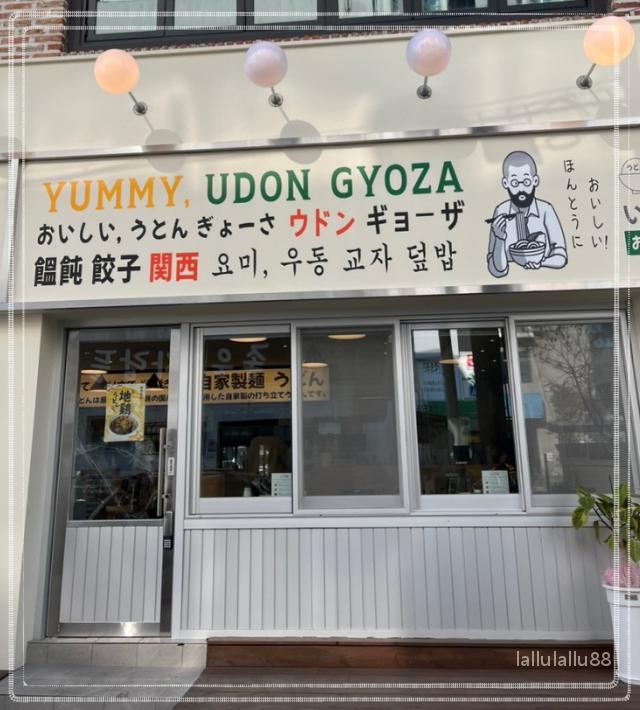 YUMMY, UDON GYOZA
おいしい, うとん ぎょーさ ウドン ギョーザ
饂飩 餃子 関西 요미, 우동 교자 덮밥
おいしい!
ほんとうに
自家製麺 うどん
地鶏
lallulallu88